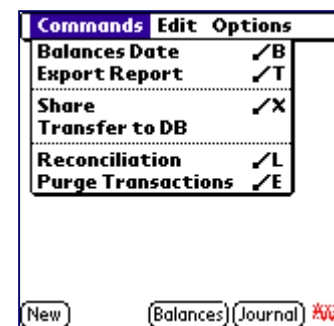 Commands Edit Options
Balances Date ✓B
Export Report ✓T
Share ✓X
Transfer to DB
Reconciliation ✓L
Purge Transactions ✓E
New Balances Journal